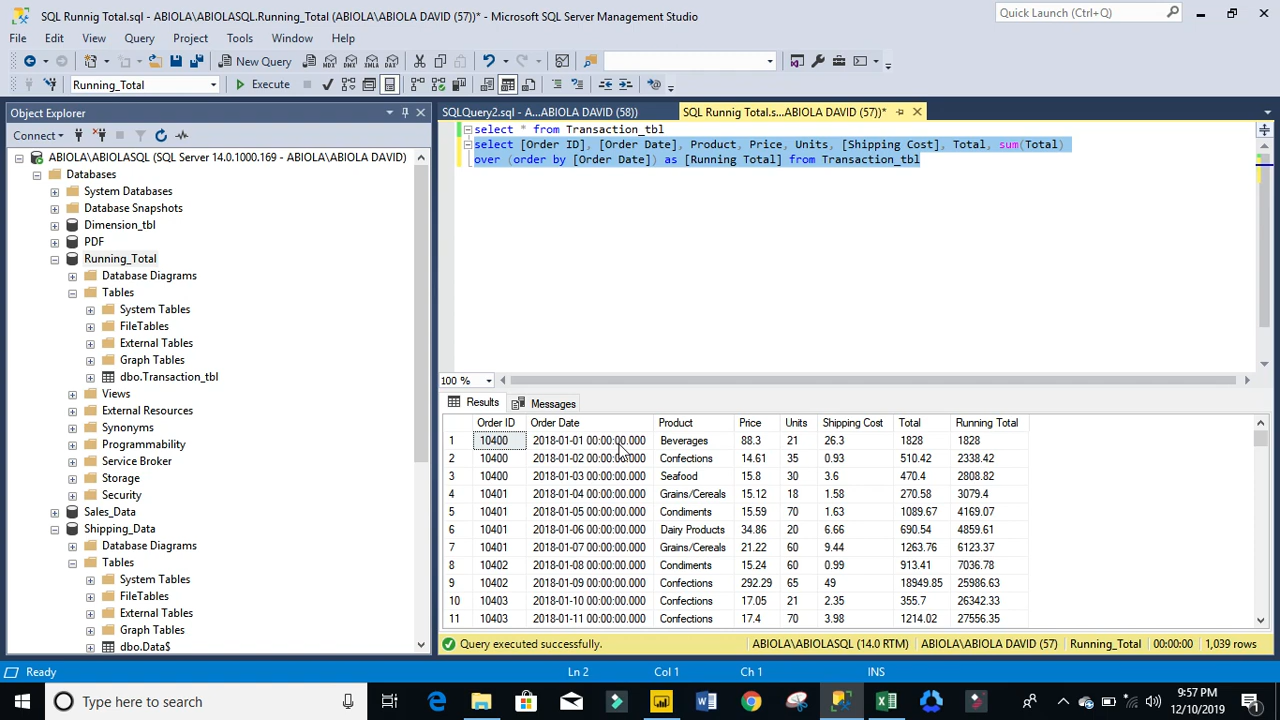 SQL Runnig Total.sql - ABIOLA\ABIOLASQL.Running_Total (ABIOLA\ABIOLA DAVID (57))* - Microsoft SQL Server Management Studio
Quick Launch (Ctrl+Q)
File Edit View Query Project Tools Window Help
New Query
Running_Total Execute
Object Explorer
SQLQuery2.sql - A...ABIOLA DAVID (58))
SQL Runnig Total.s...ABIOLA DAVID (57))*
Connect
ABIOLA\ABIOLASQL (SQL Server 14.0.1000.169 - ABIOLA\ABIOLA DAVID)
Databases
System Databases
Database Snapshots
Dimension_tbl
PDF
Running_Total
Database Diagrams
Tables
System Tables
FileTables
External Tables
Graph Tables
dbo.Transaction_tbl
Views
External Resources
Synonyms
Programmability
Service Broker
Storage
Security
Sales_Data
Shipping_Data
Database Diagrams
Tables
System Tables
FileTables
External Tables
Graph Tables
dbo.Data$
select * from Transaction_tbl
select [Order ID], [Order Date], Product, Price, Units, [Shipping Cost], Total, sum(Total)
over (order by [Order Date]) as [Running Total] from Transaction_tbl
100 %
Results Messages
Order ID Order Date Product Price Units Shipping Cost Total Running Total
1 10400 2018-01-01 00:00:00.000 Beverages 88.3 21 26.3 1828 1828
2 10400 2018-01-02 00:00:00.000 Confections 14.61 35 0.93 510.42 2338.42
3 10400 2018-01-03 00:00:00.000 Seafood 15.8 30 3.6 470.4 2808.82
4 10401 2018-01-04 00:00:00.000 Grains/Cereals 15.12 18 1.58 270.58 3079.4
5 10401 2018-01-05 00:00:00.000 Condiments 15.59 70 1.63 1089.67 4169.07
6 10401 2018-01-06 00:00:00.000 Dairy Products 34.86 20 6.66 690.54 4859.61
7 10401 2018-01-07 00:00:00.000 Grains/Cereals 21.22 60 9.44 1263.76 6123.37
8 10402 2018-01-08 00:00:00.000 Condiments 15.24 60 0.99 913.41 7036.78
9 10402 2018-01-09 00:00:00.000 Confections 292.29 65 49 18949.85 25986.63
10 10403 2018-01-10 00:00:00.000 Confections 17.05 21 2.35 355.7 26342.33
11 10403 2018-01-11 00:00:00.000 Confections 17.4 70 3.98 1214.02 27556.35
Query executed successfully. ABIOLA\ABIOLASQL (14.0 RTM) ABIOLA\ABIOLA DAVID (57) Running_Total 00:00:00 1,039 rows
Ready Ln 2 Col 1 Ch 1 INS
Type here to search
9:57 PM
12/10/2019